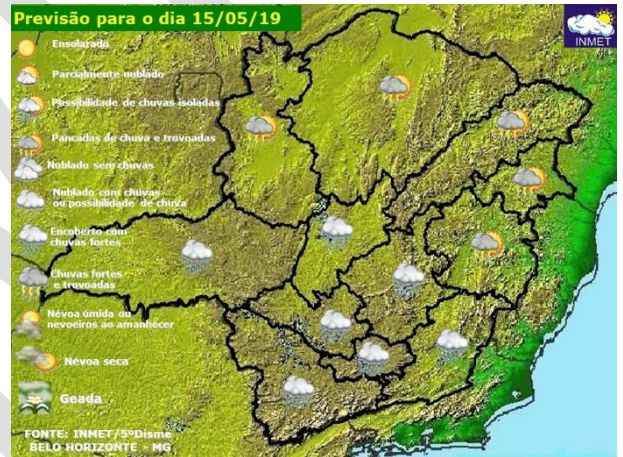 Previsão para o dia 15/05/19
INMET
Ensolarado
Parcialmente nublado
Possibilidade de chuvas isoladas
Pancadas de chuva e trovoadas
Nublado sem chuvas
Nublado com chuvas
ou possibilidade de chuva
Encoberto com
chuvas fortes
Chuvas fortes
e trovoadas
Névoa úmida ou
nevoeiros ao amanhecer
Névoa seca
Geada
FONTE: INMET/5ºDisme
BELO HORIZONTE - MG